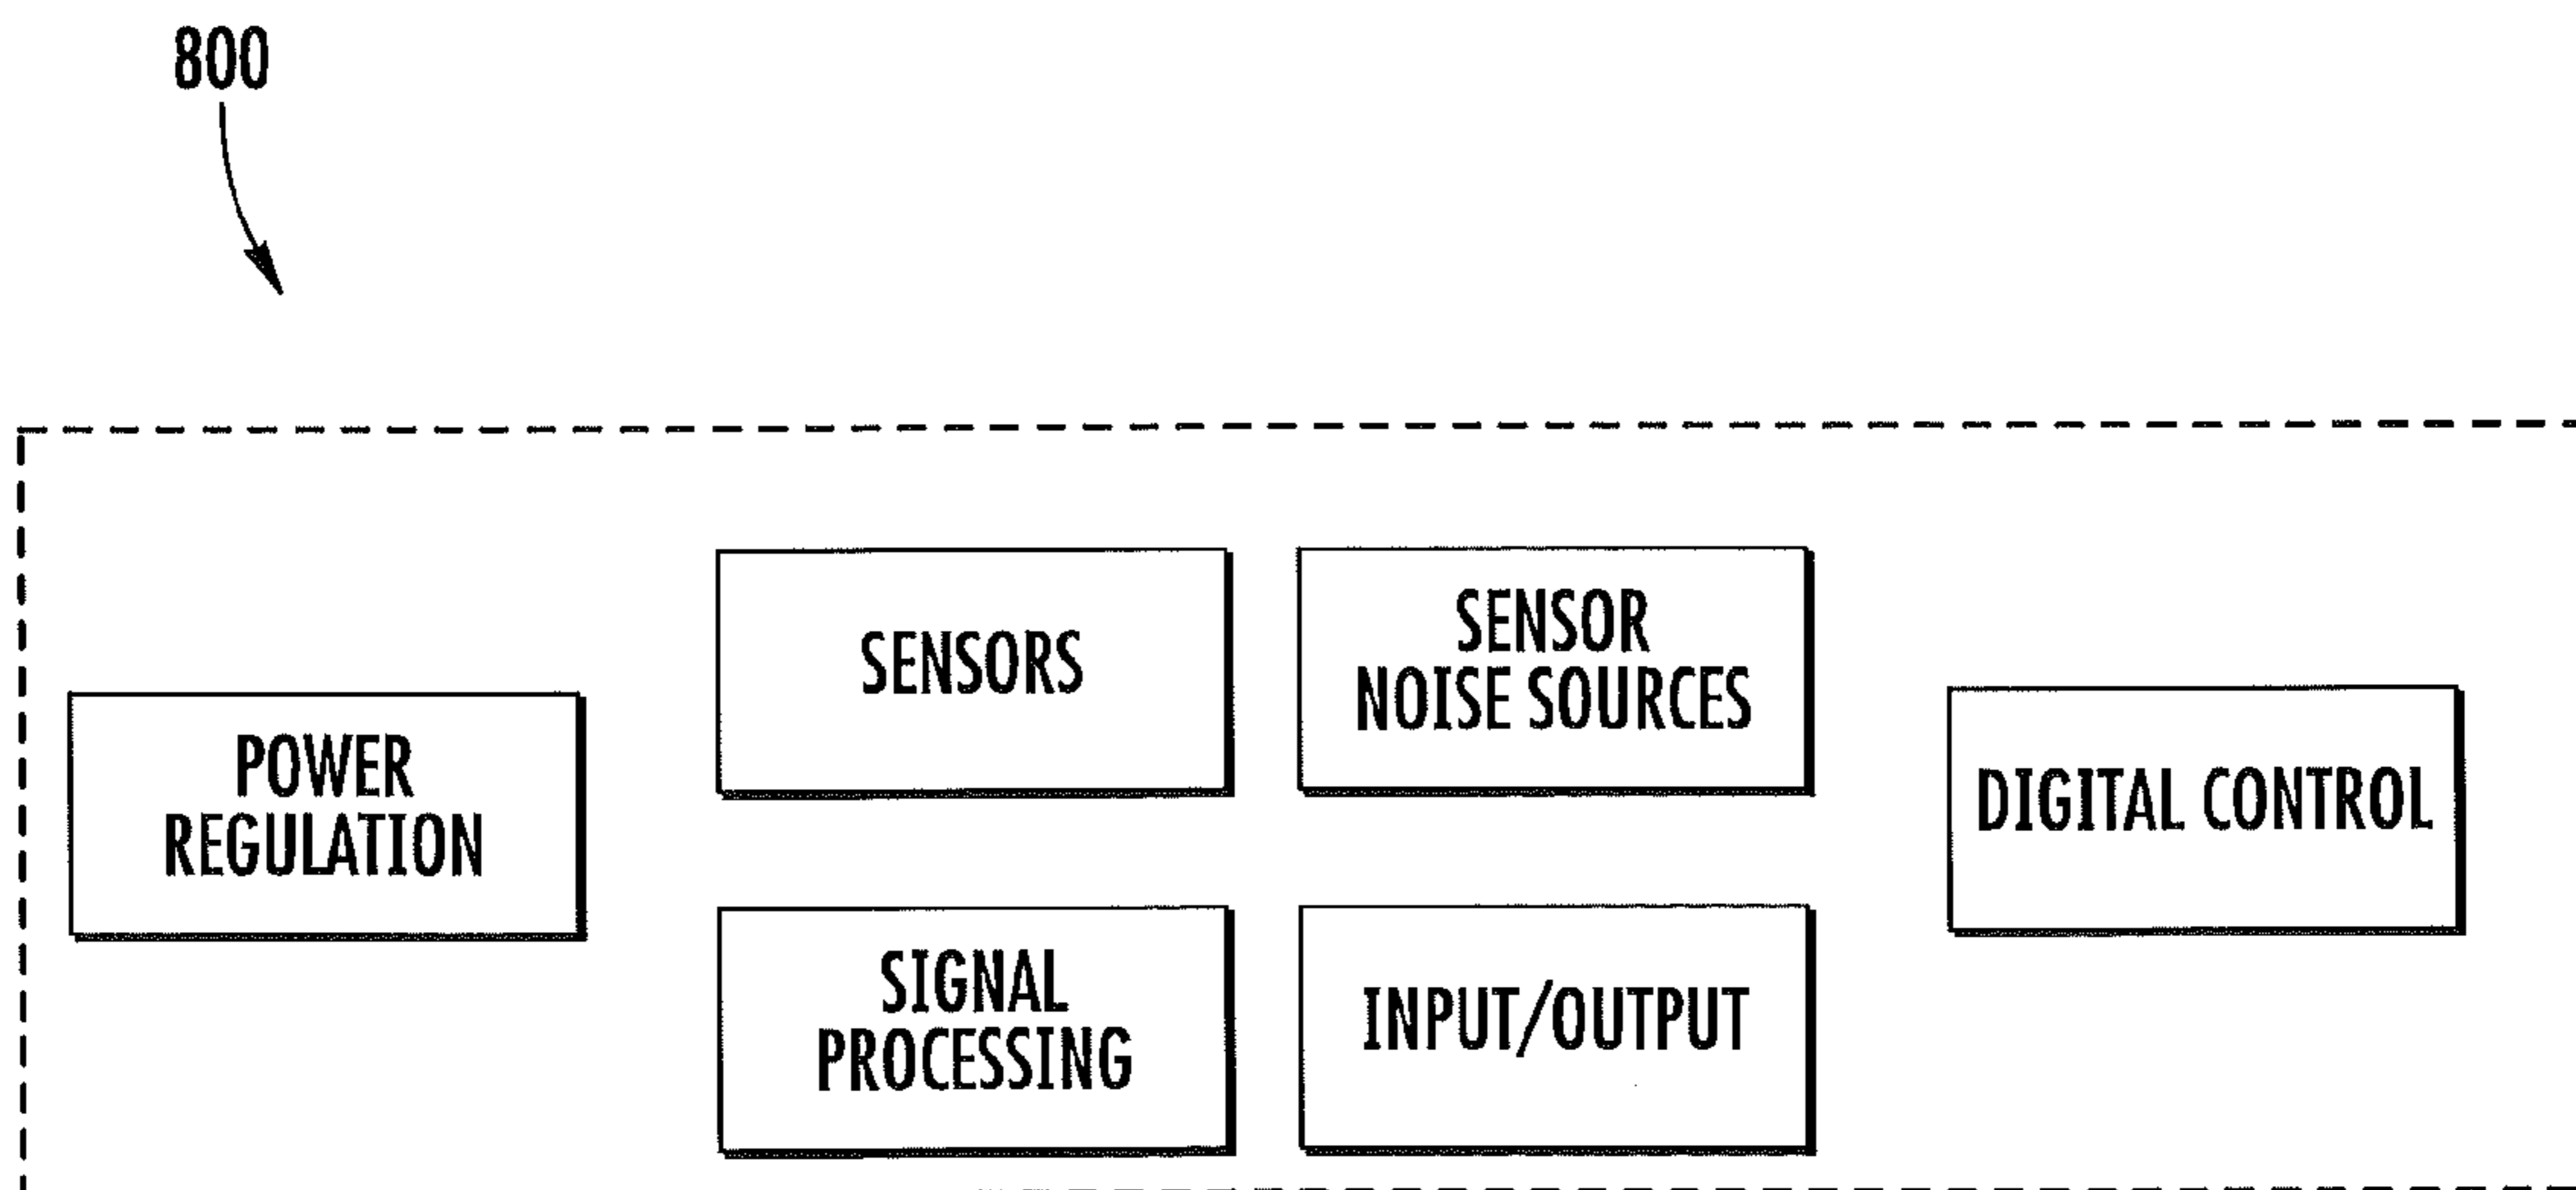 800
SENSORS
SENSOR
NOISE SOURCES
POWER
REGULATION
DIGITAL CONTROL
SIGNAL
PROCESSING
INPUT/OUTPUT